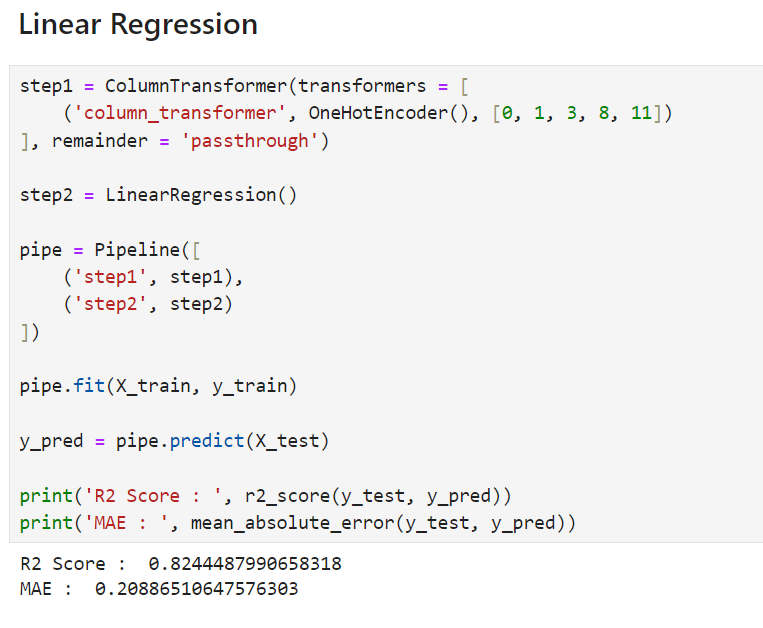 Linear Regression
step1 = ColumnTransformer(transformers = [
    ('column_transformer', OneHotEncoder(), [0, 1, 3, 8, 11])
], remainder = 'passthrough')
step2 = LinearRegression()
pipe = Pipeline([
    ('step1', step1),
    ('step2', step2)
])
pipe.fit(X_train, y_train)
y_pred = pipe.predict(X_test)
print('R2 Score : ', r2_score(y_test, y_pred))
print('MAE : ', mean_absolute_error(y_test, y_pred))
R2 Score :  0.8244487990658318
MAE :  0.20886510647576303